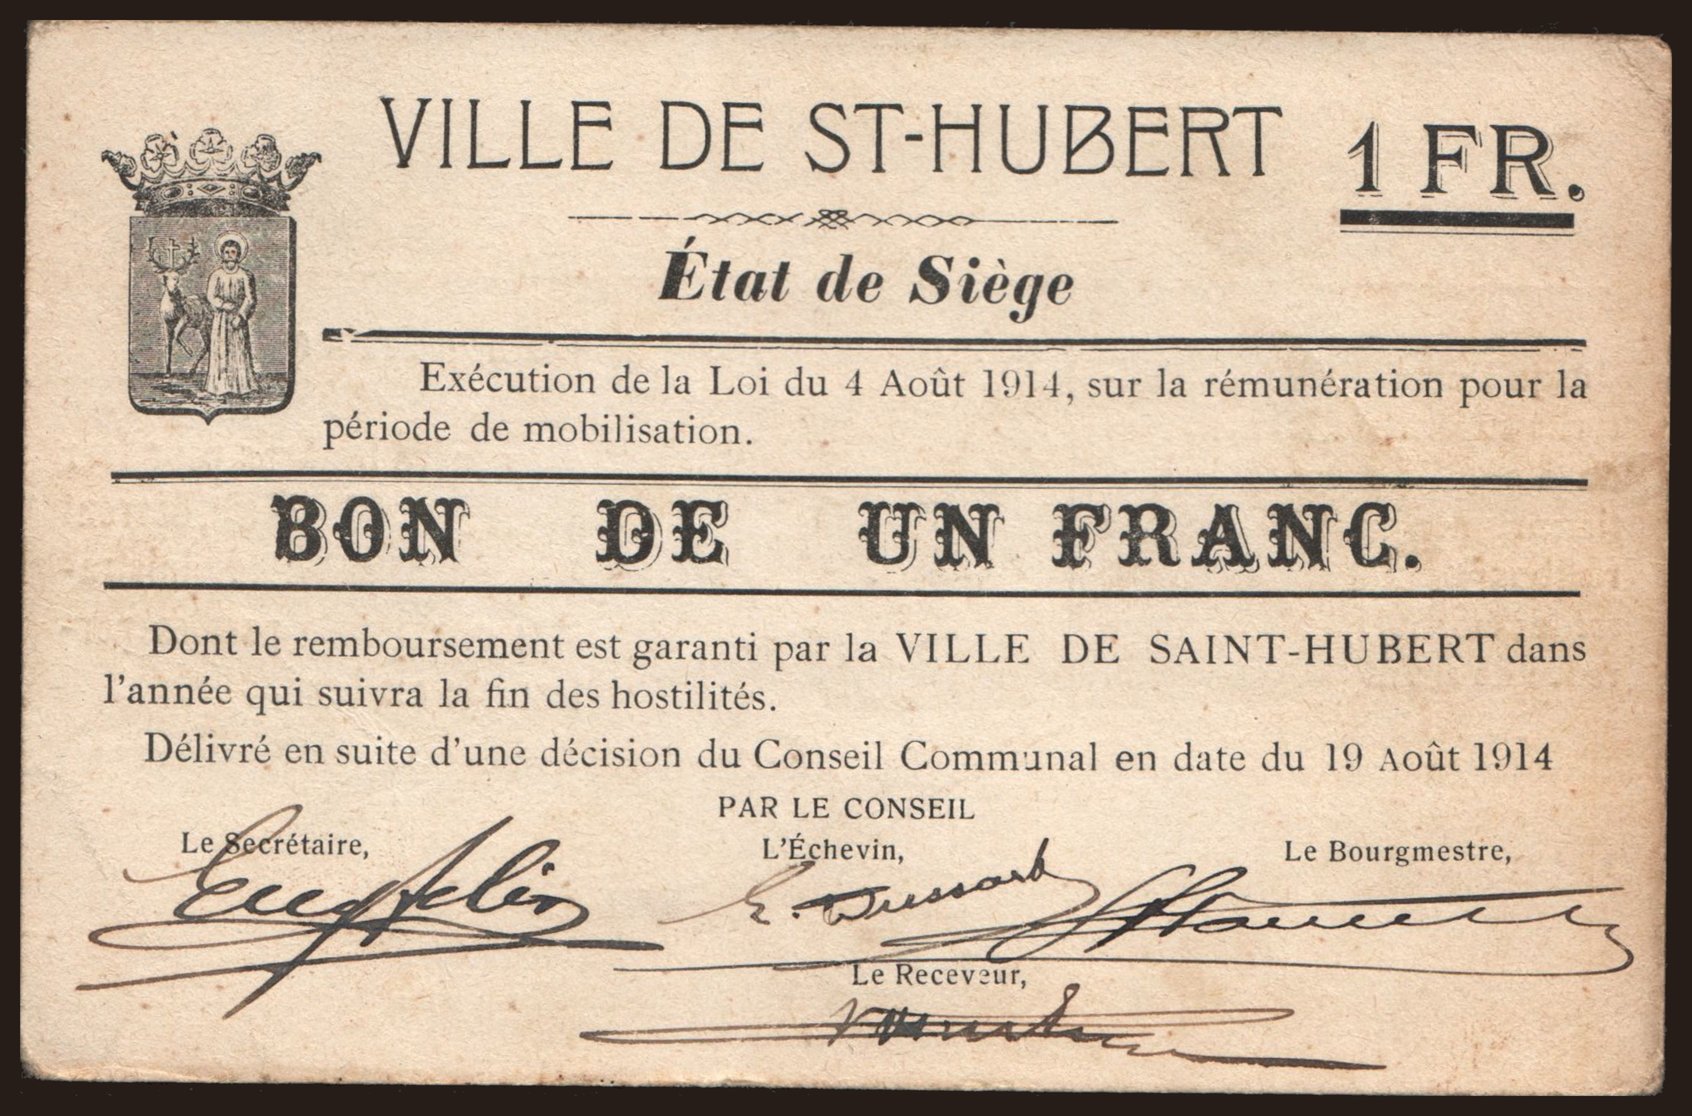 VILLE DE ST-HUBERT
1 FR.
État de Siège
Exécution de la Loi du 4 Août 1914, sur la rémunération pour la
période de mobilisation.
BON DE UN FRANC.
Dont le remboursement est garanti par la VILLE DE SAINT-HUBERT dans
l'année qui suivra la fin des hostilités.
Délivré en suite d'une décision du Conseil Communal en date du 19 Août 1914
PAR LE CONSEIL
Le Secrétaire,
L'Échevin,
Le Bourgmestre,
E. Dussart
Le Receveur,